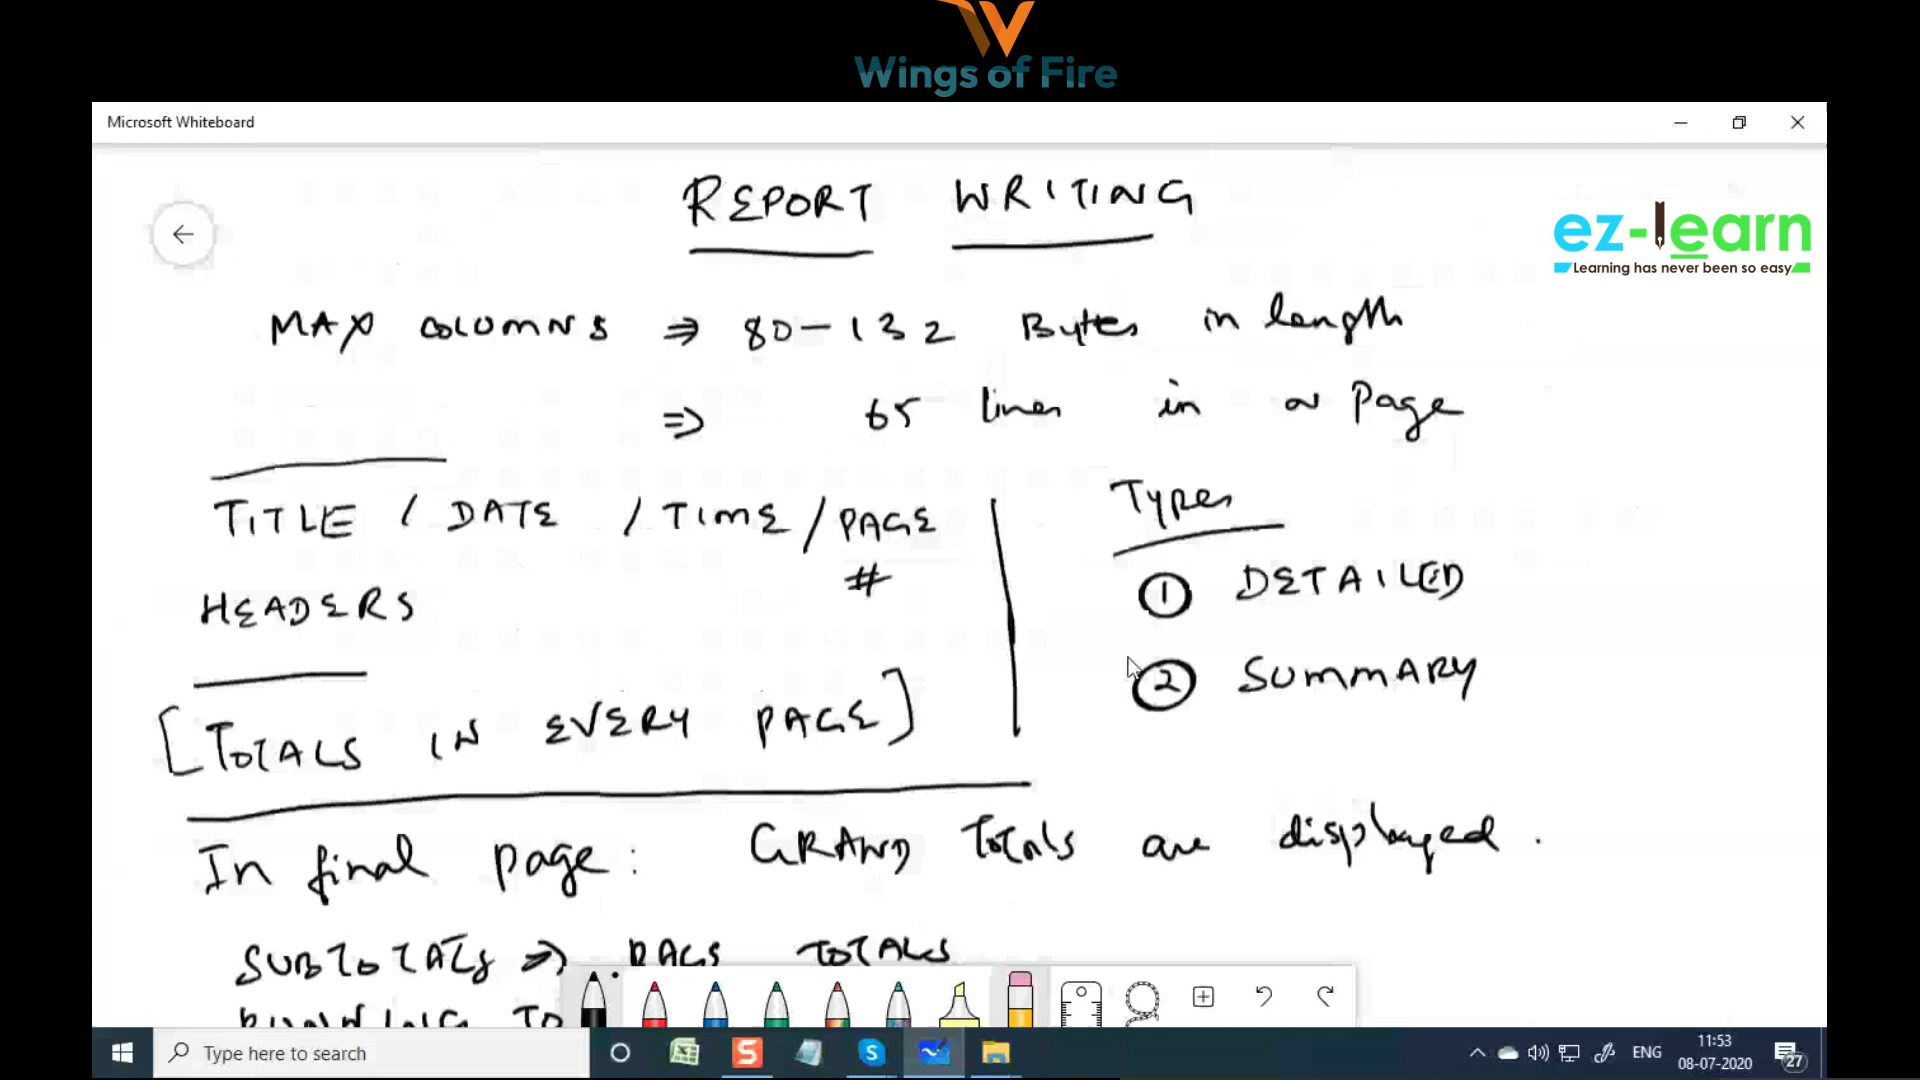 Wings of Fire
Microsoft Whiteboard
REPORT WRITING
ez-learn
Learning has never been so easy
MAX COLUMNS ⇒ 80-132 Bytes in length
⇒ 65 lines in a Page
TITLE / DATE / TIME / PAGE #
HEADERS
[TOTALS IN EVERY PAGE]
Types
① DETAILED
② SUMMARY
In final page: GRAND Totals are displayed.
SUBTOTALS ⇒ PAGE TOTALS
RUNNING TO
Type here to search
ENG
11:53
08-07-2020
27